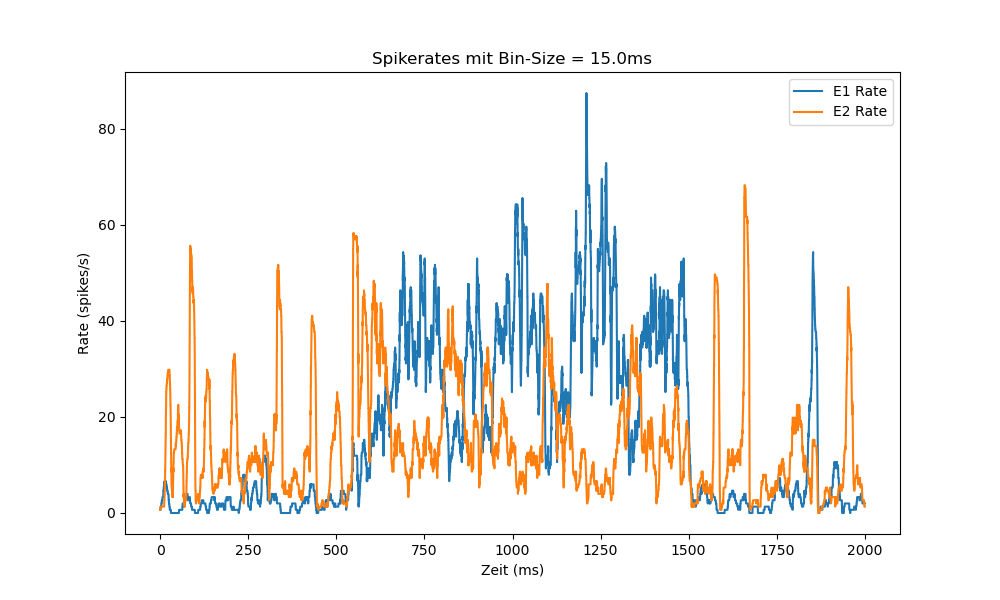 Spikerates mit Bin-Size = 15.0ms
E1 Rate
E2 Rate
Rate (spikes/s)
80
60
40
20
0
0 250 500 750 1000 1250 1500 1750 2000
Zeit (ms)